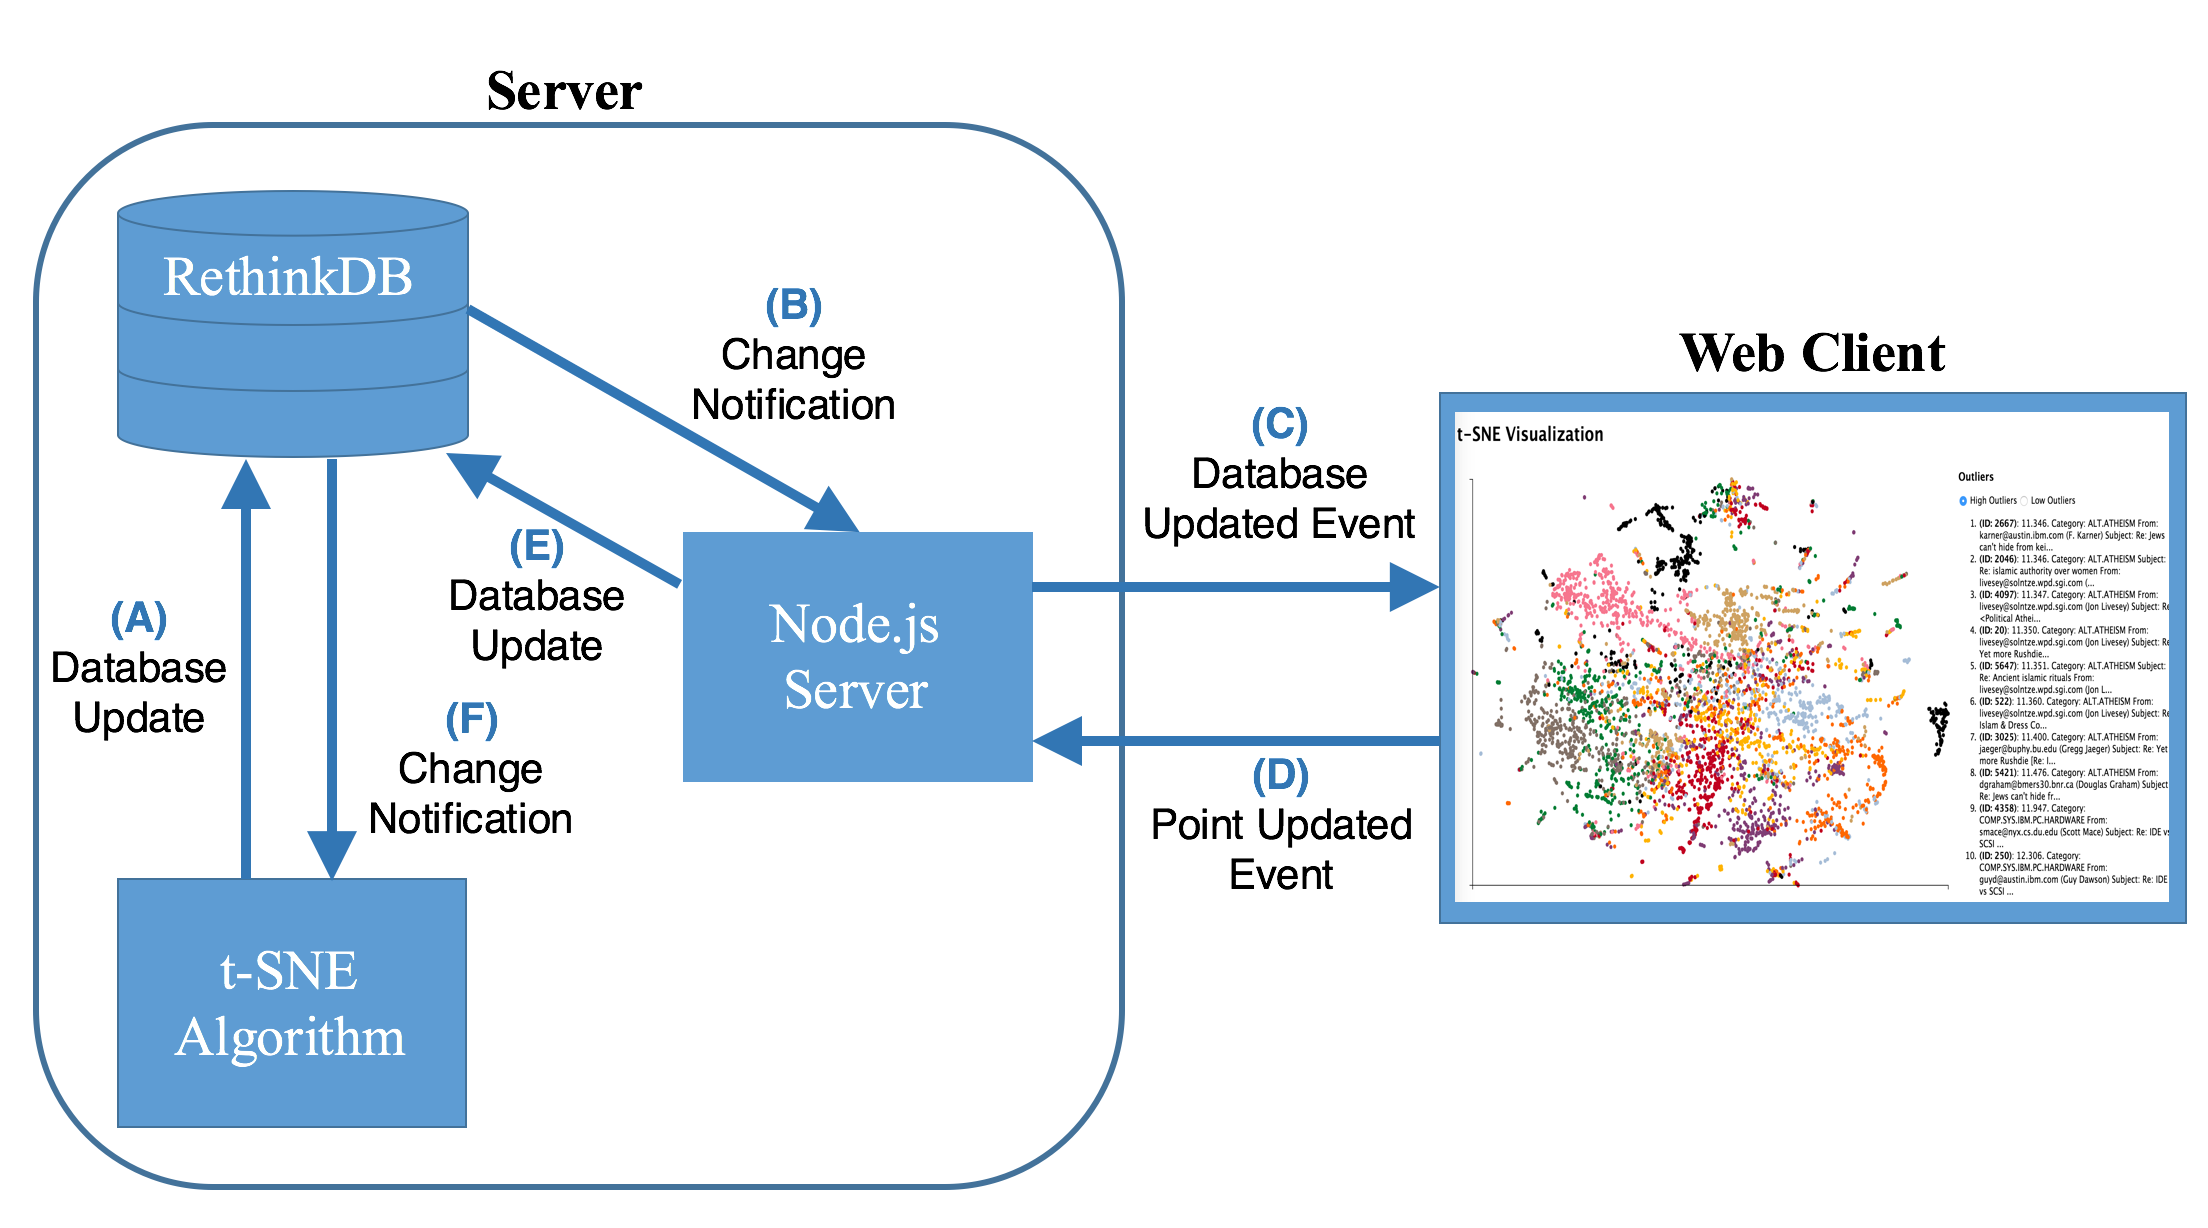 Server
RethinkDB
(B)
Change
Notification
(E)
Database
Update
(A)
Database
Update
(F)
Change
Notification
Node.js
Server
t-SNE
Algorithm
(C)
Database
Updated Event
(D)
Point Updated
Event
Web Client
t-SNE Visualization
Outliers
High Outliers Low Outliers
1. (ID: 2667): 11.346. Category: ALT.ATHEISM From:
karner@austin.ibm.com (F. Karner) Subject: Re: Jews
can't hide from kei...
2. (ID: 2046): 11.346. Category: ALT.ATHEISM Subject:
Re: islamic authority over women From:
livesey@solntze.wpd.sgi.com (...
3. (ID: 4097): 11.347. Category: ALT.ATHEISM From:
livesey@solntze.wpd.sgi.com (Jon Livesey) Subject: Re
<Political Athei...
4. (ID: 20): 11.350. Category: ALT.ATHEISM From:
livesey@solntze.wpd.sgi.com (Jon Livesey) Subject: Re
Yet more Rushdie...
5. (ID: 5647): 11.351. Category: ALT.ATHEISM Subject:
Re: Ancient islamic rituals From:
livesey@solntze.wpd.sgi.com (Jon L...
6. (ID: 522): 11.360. Category: ALT.ATHEISM From:
livesey@solntze.wpd.sgi.com (Jon Livesey) Subject: Re
Islam & Dress Co...
7. (ID: 3025): 11.400. Category: ALT.ATHEISM From:
jaeger@buphy.bu.edu (Gregg Jaeger) Subject: Re: Yet
more Rushdie [Re: I...
8. (ID: 5421): 11.476. Category: ALT.ATHEISM From:
dgraham@bmers30.bnr.ca (Douglas Graham) Subject
Re: Jews can't hide fr...
9. (ID: 4358): 11.947. Category:
COMP.SYS.IBM.PC.HARDWARE From:
smace@nyx.cs.du.edu (Scott Mace) Subject: Re: IDE vs
SCSI ...
10. (ID: 250): 12.306. Category:
COMP.SYS.IBM.PC.HARDWARE From:
guyd@austin.ibm.com (Guy Dawson) Subject: Re: IDE
vs SCSI ...